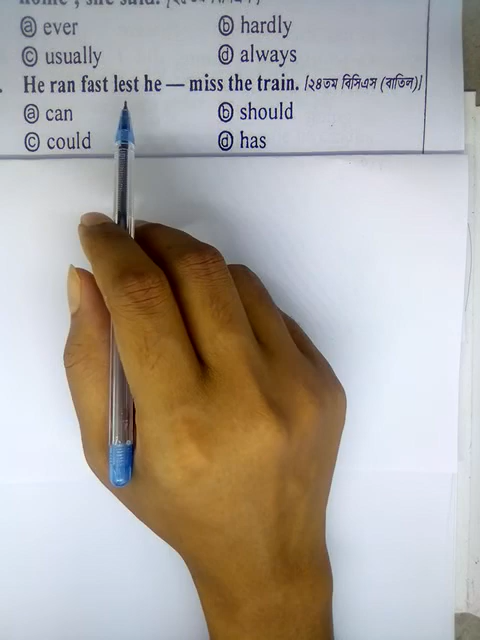 ⓐ ever ⓑ hardly
ⓒ usually ⓓ always
He ran fast lest he — miss the train. [২৪তম বিসিএস (বাতিল)]
ⓐ can ⓑ should
ⓒ could ⓓ has